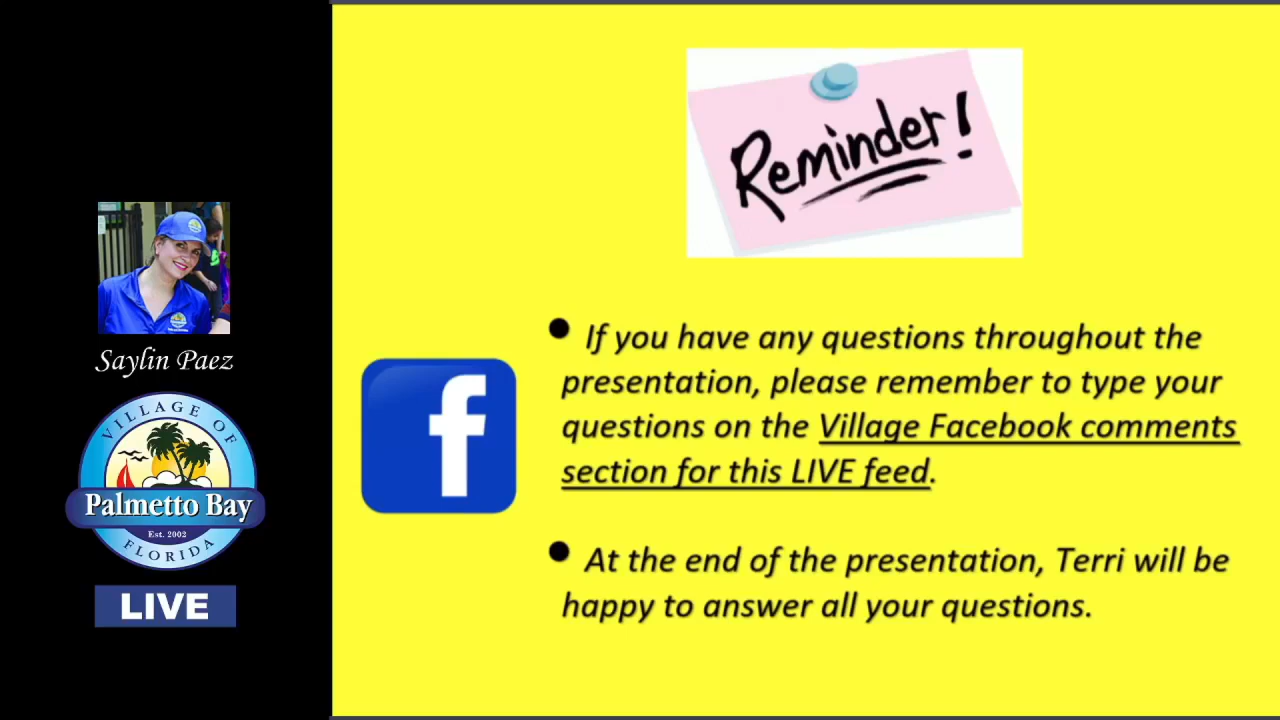 Reminder!
Saylin Paez
VILLAGE OF
Palmetto Bay
Est. 2002
FLORIDA
LIVE
f
• If you have any questions throughout the
presentation, please remember to type your
questions on the Village Facebook comments
section for this LIVE feed.
• At the end of the presentation, Terri will be
happy to answer all your questions.